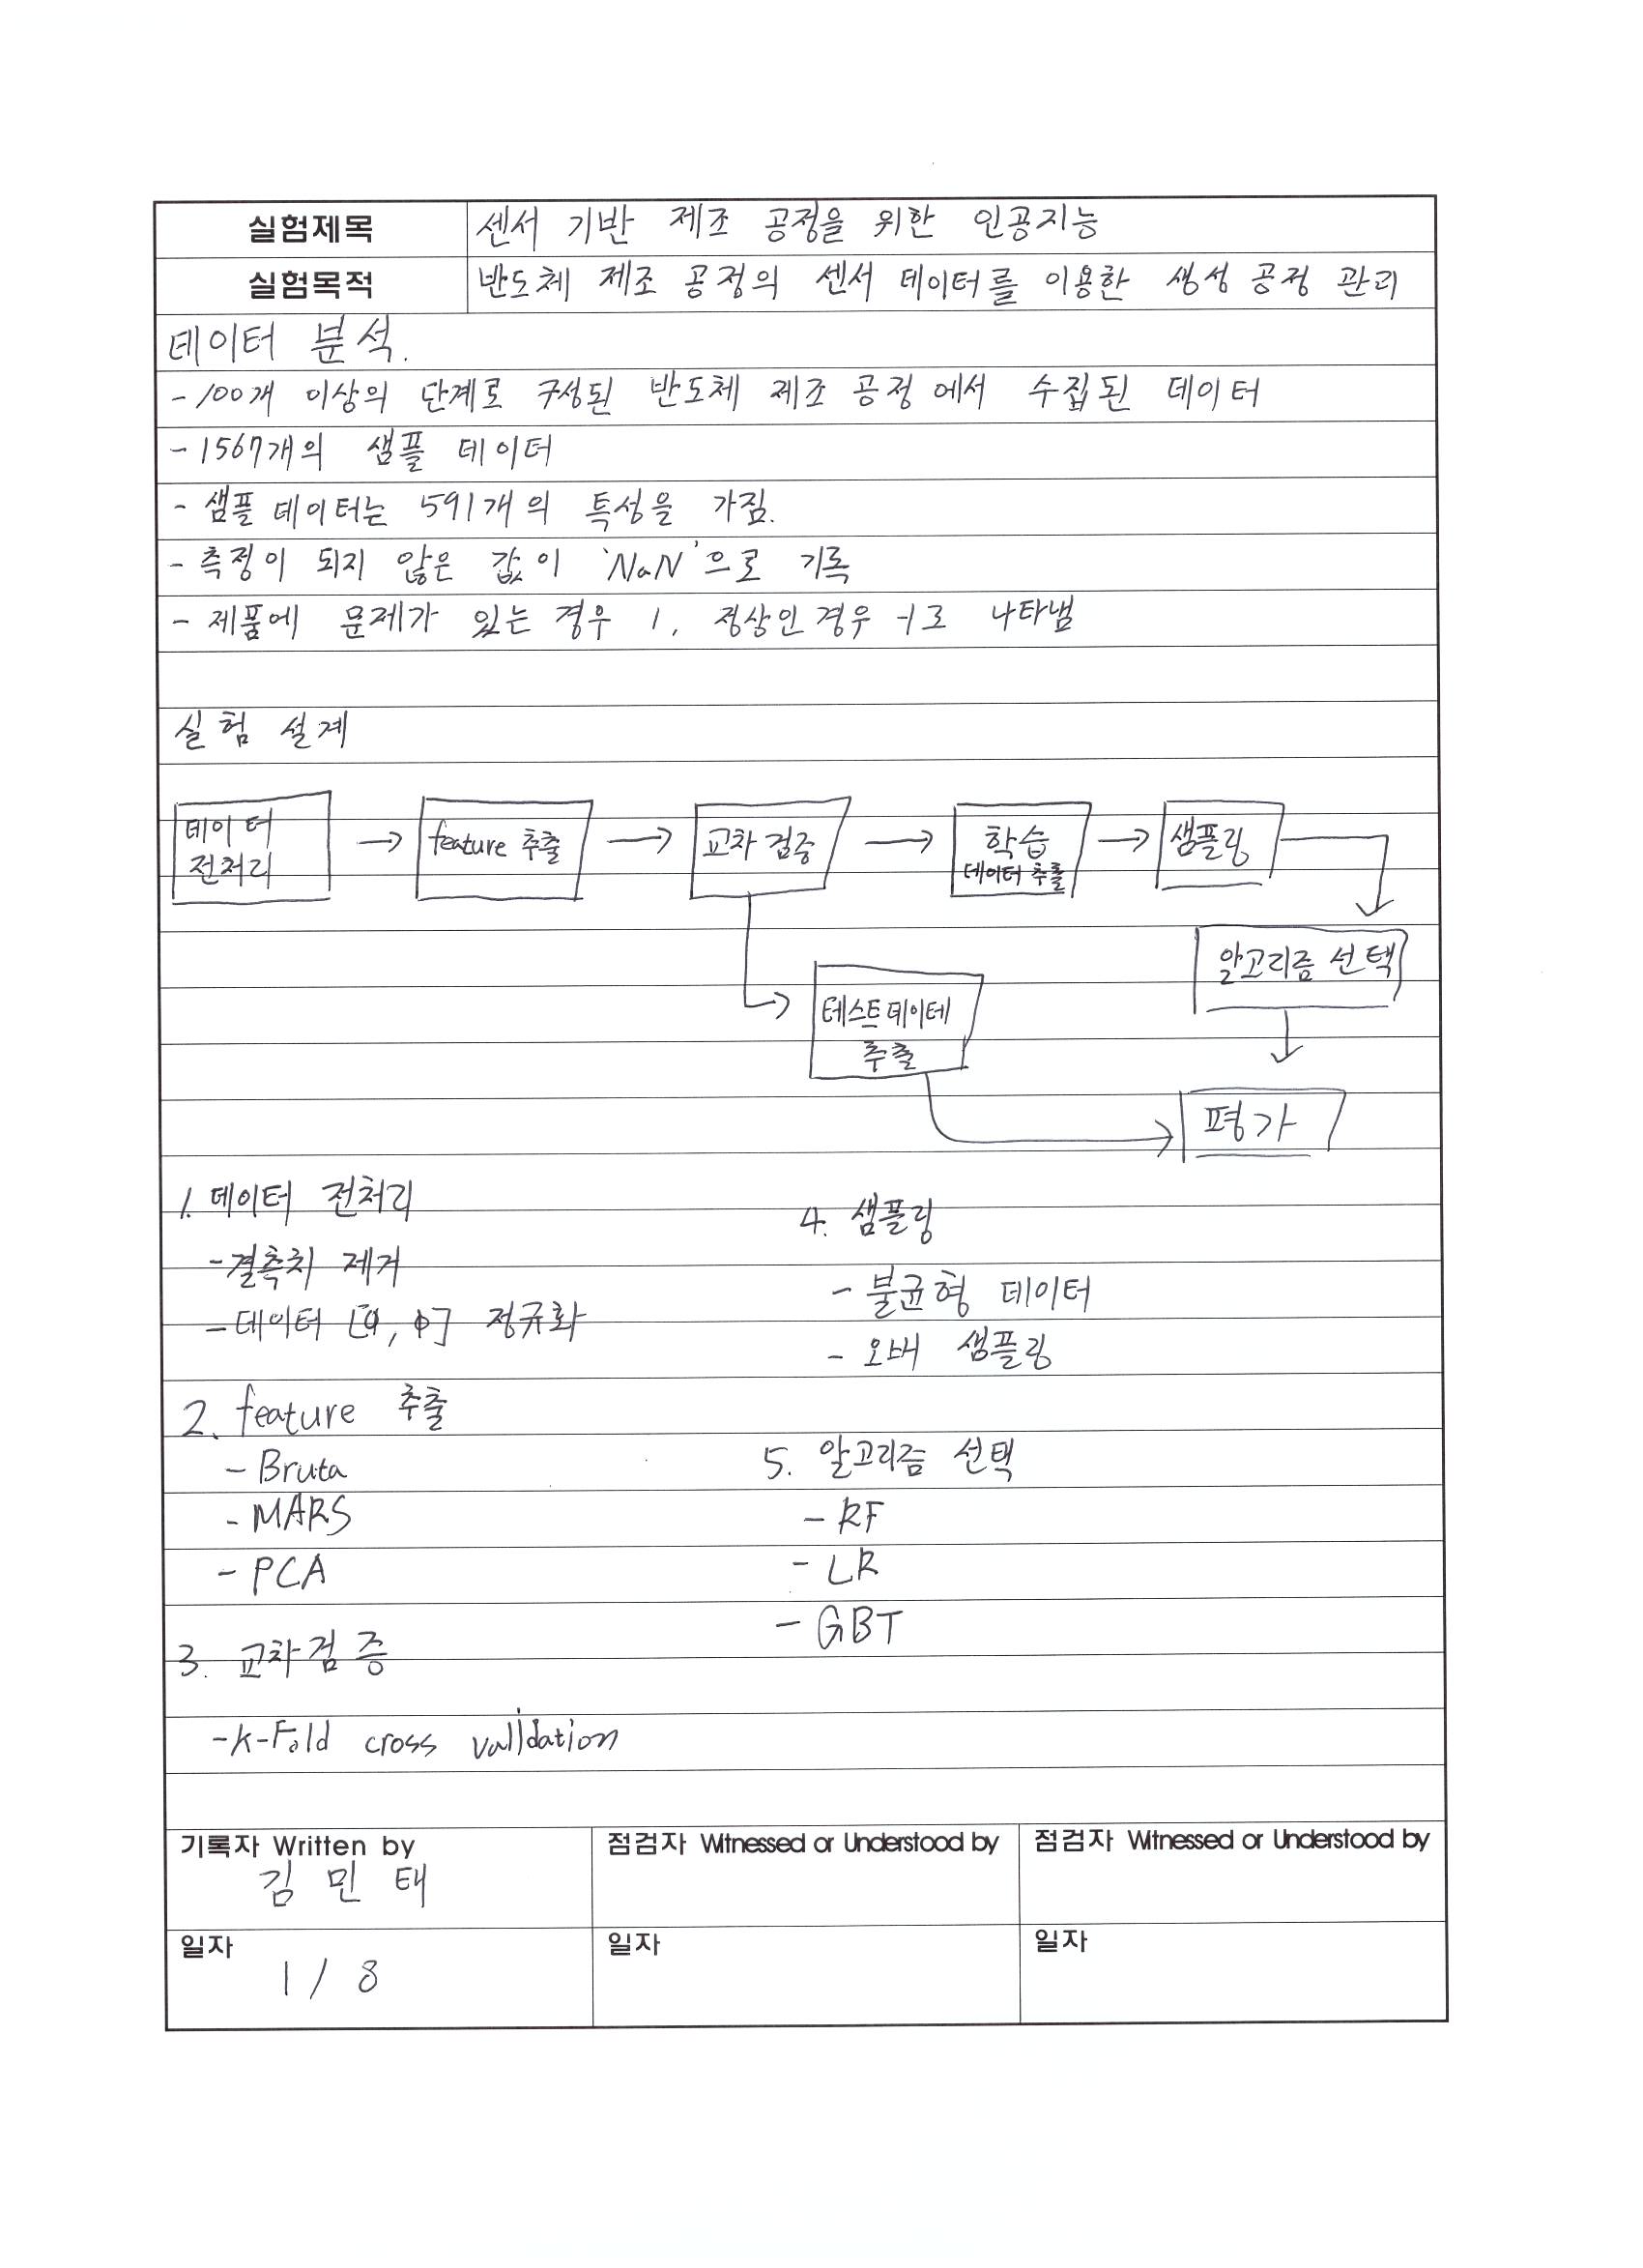 실험제목 센서 기반 제조 공정을 위한 인공지능
실험목적 반도체 제조 공정의 센서 데이터를 이용한 생성 공정 관리
데이터 분석.
- 100개 이상의 단계로 구성된 반도체 제조 공정에서 수집된 데이터
- 1567개의 샘플 데이터
- 샘플 데이터는 591개의 특성을 가짐.
- 측정이 되지 않은 값이 'NaN'으로 기록
- 제품에 문제가 있는 경우 1, 정상인 경우 -1로 나타냄
실험 설계
데이터
전처리
feature 추출
교차 검증
학습
데이터 추출
샘플링
알고리즘 선택
테스트 데이테
추출
평가
1. 데이터 전처리
- 결측치 제거
- 데이터 정규화
2. feature 추출
- Bruta
- MARS
- PCA
3. 교차검증
- k-Fold cross validation
4. 샘플링
- 불균형 데이터
- 오버 샘플링
5. 알고리즘 선택
- RF
- LR
- GBT
기록자 Written by
김민태
점검자 Witnessed or Understood by
점검자 Witnessed or Understood by
일자
1 / 8
일자
일자